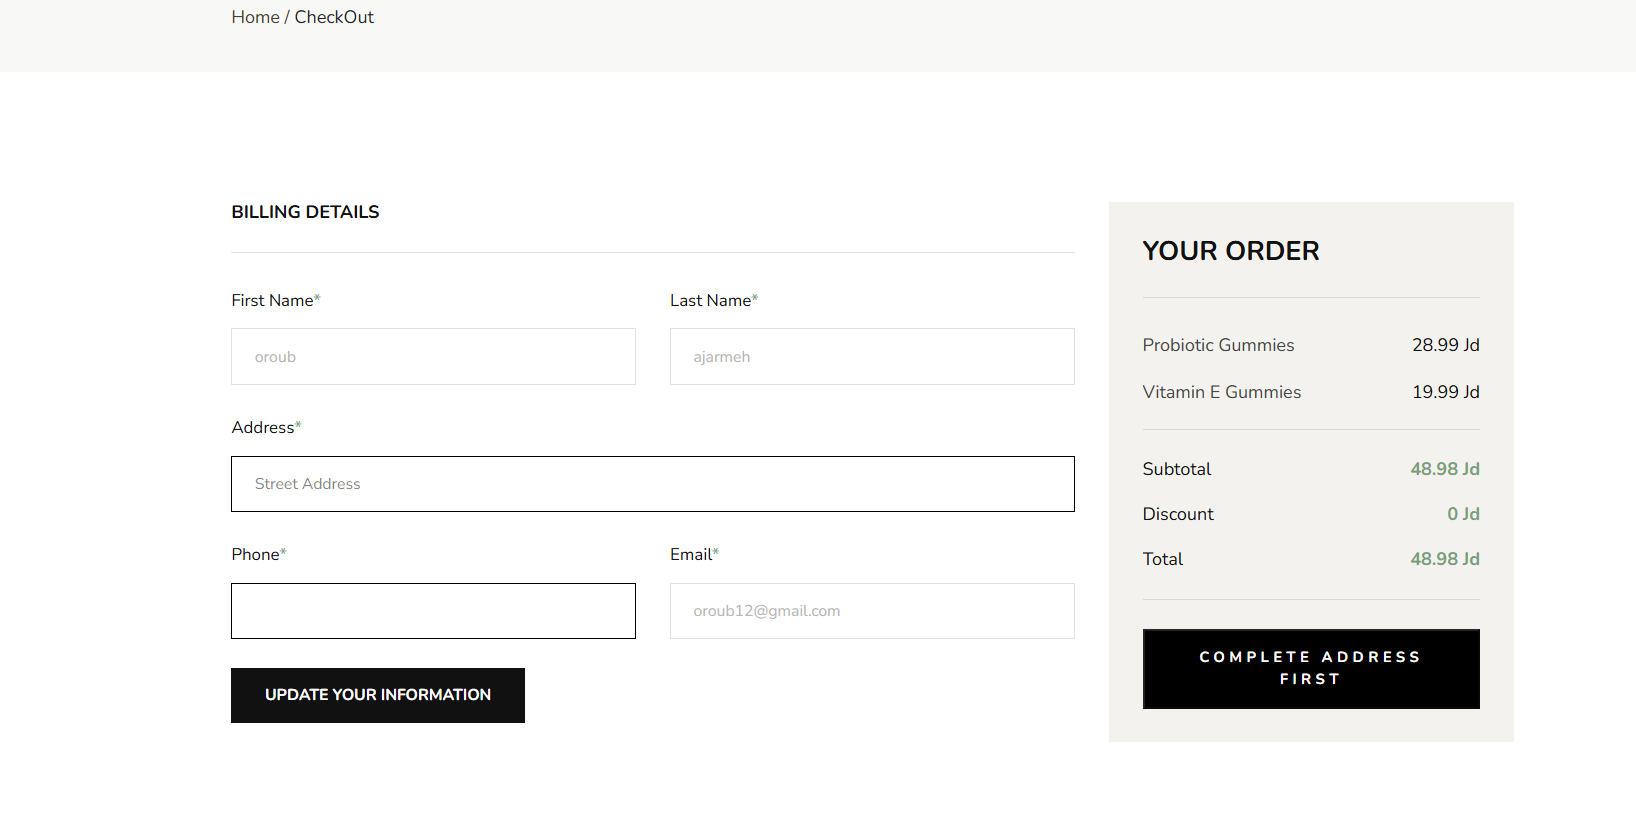 Home / CheckOut
BILLING DETAILS
First Name*
Last Name*
oroub
ajarmeh
Address*
Street Address
Phone*
Email*
oroub12@gmail.com
UPDATE YOUR INFORMATION
YOUR ORDER
Probiotic Gummies 28.99 Jd
Vitamin E Gummies 19.99 Jd
Subtotal 48.98 Jd
Discount 0 Jd
Total 48.98 Jd
COMPLETE ADDRESS
FIRST